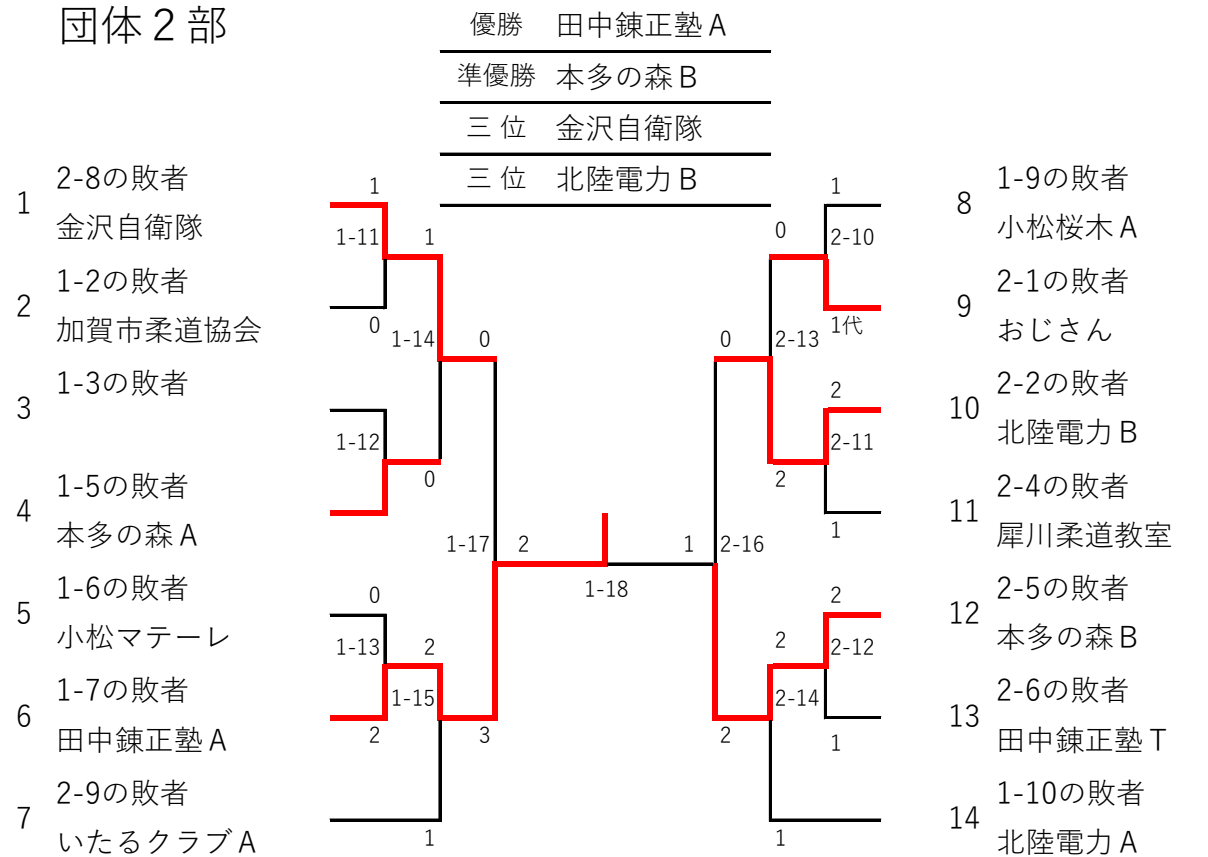 団体２部
優勝 田中錬正塾Ａ
準優勝 本多の森Ｂ
三 位 金沢自衛隊
三 位 北陸電力Ｂ
1
2-8の敗者
金沢自衛隊
2
1-2の敗者
加賀市柔道協会
3
1-3の敗者
4
1-5の敗者
本多の森Ａ
5
1-6の敗者
小松マテーレ
6
1-7の敗者
田中錬正塾Ａ
7
2-9の敗者
いたるクラブＡ
1
1-11
1
0
1-14
0
1-12
0
1-17
2
0
1-13
2
1-15
2
3
1
1-18
1
1
0
2-10
1代
0
2-13
2
2-11
2
1
2-16
2
2
2-12
2-14
2
1
1
8
1-9の敗者
小松桜木Ａ
9
2-1の敗者
おじさん
10
2-2の敗者
北陸電力Ｂ
11
2-4の敗者
犀川柔道教室
12
2-5の敗者
本多の森Ｂ
13
2-6の敗者
田中錬正塾Ｔ
14
1-10の敗者
北陸電力Ａ